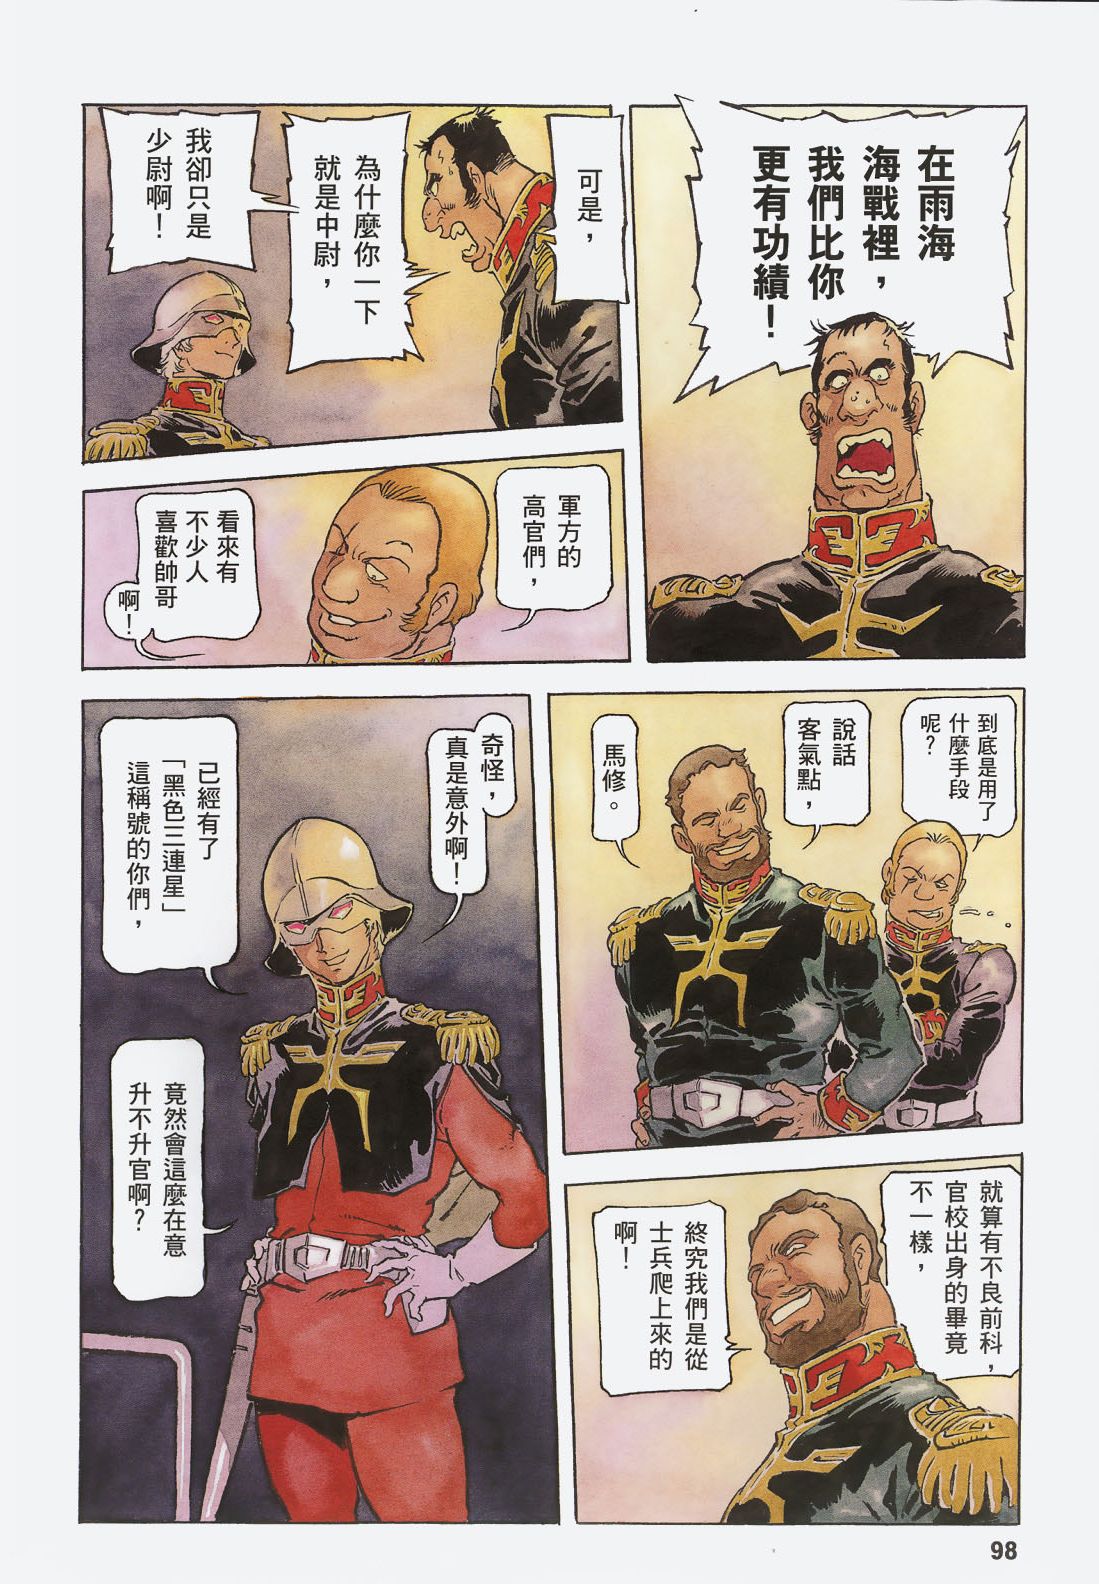 在雨海
海戰裡，
我們比你
更有功績！
可是，
為什麼你一下
就是中尉，
我卻只是
少尉啊！
軍方的
高官們，
看來有
不少人
喜歡帥哥
啊！
到底是用了
什麼手段
呢？
說話
客氣點，
馬修。
就算有不良前科，
官校出身的畢竟
不一樣，
終究我們是從
士兵爬上來的
啊！
奇怪，
真是意外啊！
已經有了
「黑色三連星」
這稱號的你們，
竟然會這麼在意
升不升官啊？
98